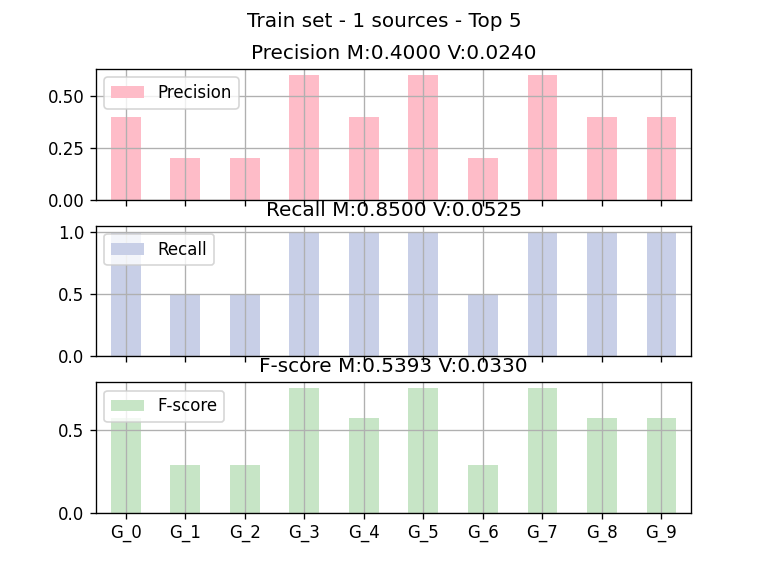 Train set - 1 sources - Top 5
Precision M:0.4000 V:0.0240
0.50
0.25
0.00
Precision
Recall M:0.8500 V:0.0525
1.0
0.5
0.0
Recall
F-score M:0.5393 V:0.0330
0.5
0.0
F-score
G_0 G_1 G_2 G_3 G_4 G_5 G_6 G_7 G_8 G_9